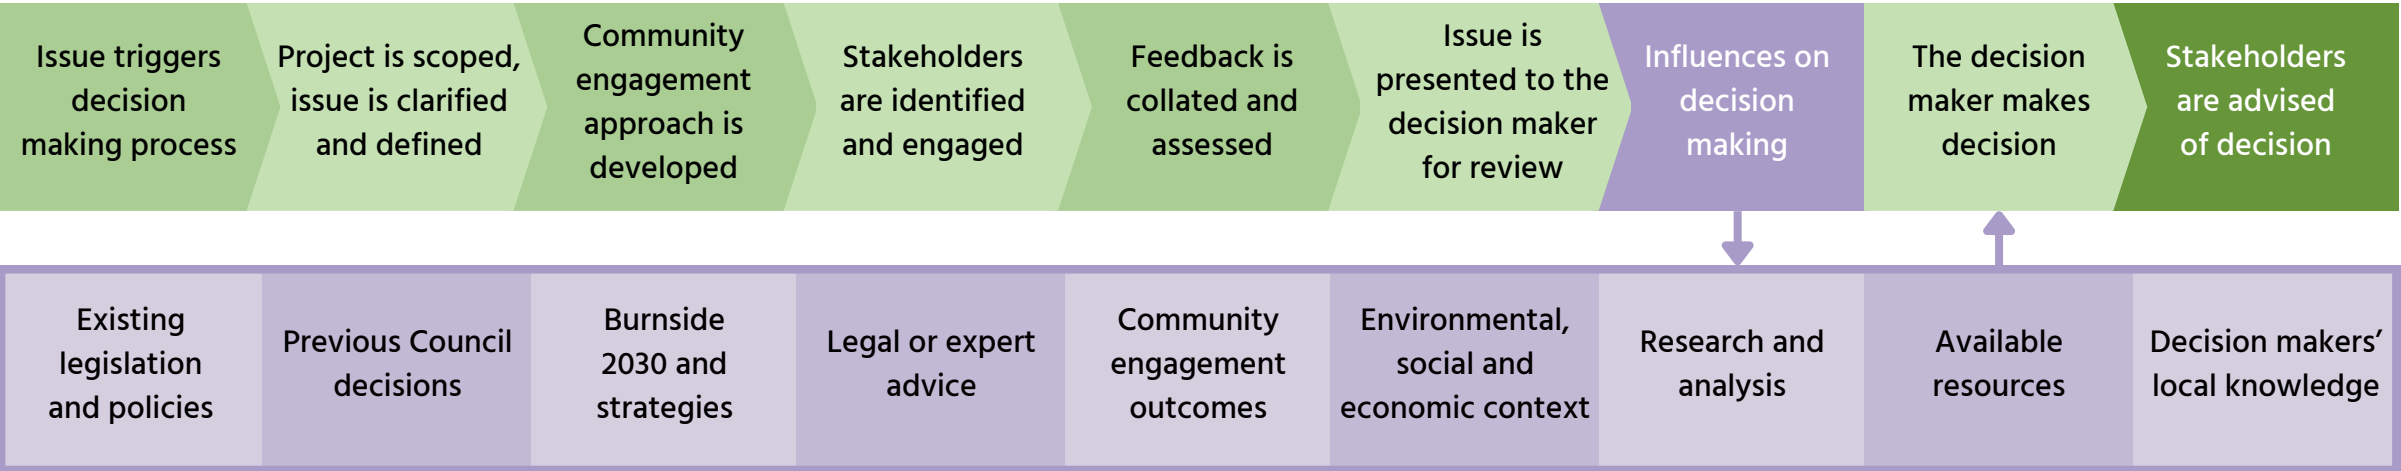 Issue triggers
decision
making process
Project is scoped,
issue is clarified
and defined
Community
engagement
approach is
developed
Stakeholders
are identified
and engaged
Feedback is
collated and
assessed
Issue is
presented to the
decision maker
for review
Influences on
decision
making
The decision
maker makes
decision
Stakeholders
are advised
of decision
Existing
legislation
and policies
Previous Council
decisions
Burnside
2030 and
strategies
Legal or expert
advice
Community
engagement
outcomes
Environmental,
social and
economic context
Research and
analysis
Available
resources
Decision makers’
local knowledge